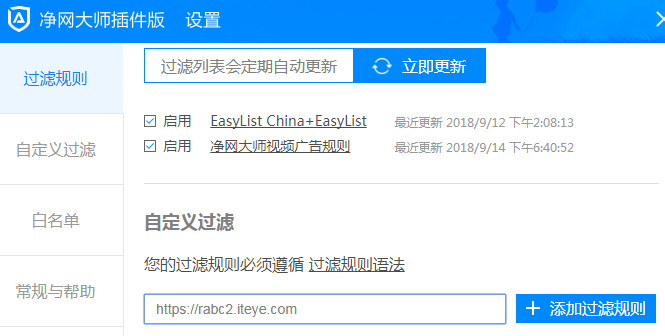 净网大师插件版 设置
过滤规则
过滤列表会定期自动更新 立即更新
启用 EasyList China+EasyList 最近更新 2018/9/12 下午2:08:13
启用 净网大师视频广告规则 最近更新 2018/9/14 下午6:40:52
自定义过滤
白名单
常规与帮助
自定义过滤
您的过滤规则必须遵循 过滤规则语法
https://rabc2.iteye.com + 添加过滤规则